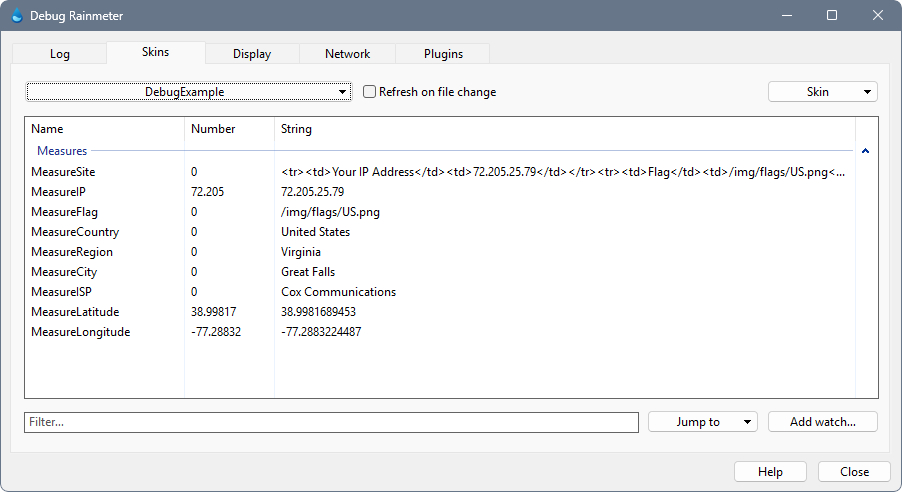 Debug Rainmeter
Log Skins Display Network Plugins
DebugExample Refresh on file change Skin
Name Number String
Measures
MeasureSite 0 <tr><td>Your IP Address</td><td>72.205.25.79</td></tr><tr><td>Flag</td><td>/img/flags/US.png<...
MeasureIP 72.205 72.205.25.79
MeasureFlag 0 /img/flags/US.png
MeasureCountry 0 United States
MeasureRegion 0 Virginia
MeasureCity 0 Great Falls
MeasureISP 0 Cox Communications
MeasureLatitude 38.99817 38.9981689453
MeasureLongitude -77.28832 -77.2883224487
Filter... Jump to Add watch...
Help Close